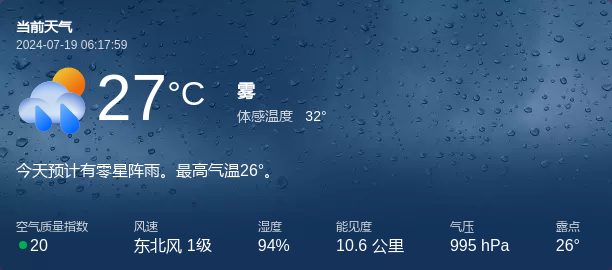 当前天气
2024-07-19 06:17:59
27°C
雾
体感温度 32°
今天预计有零星阵雨。最高气温26°。
空气质量指数 风速 湿度 能见度 气压 露点
20 东北风 1级 94% 10.6 公里 995 hPa 26°